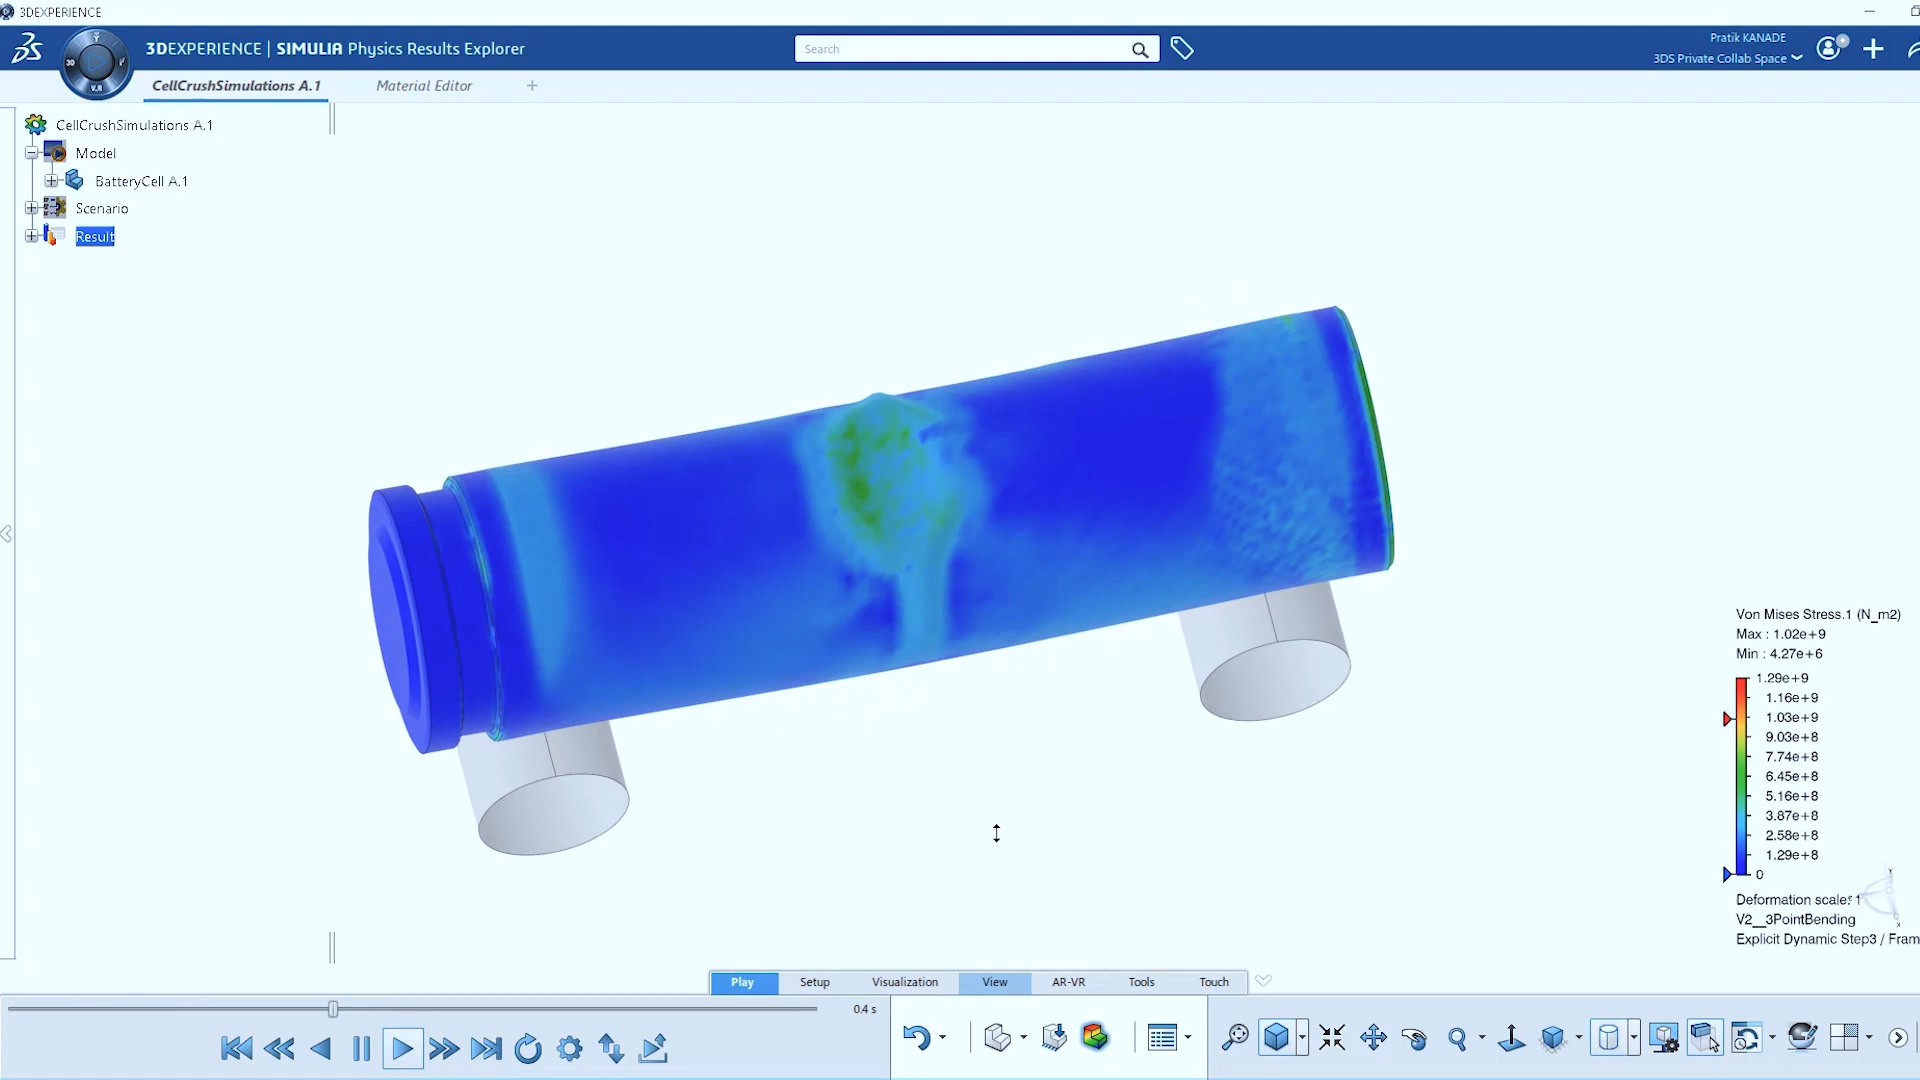 3DEXPERIENCE
3DEXPERIENCE | SIMULIA Physics Results Explorer
Search
Pratik KANADE
3DS Private Collab Space
3D
V.R
CellCrushSimulations A.1
Material Editor
CellCrushSimulations A.1
Model
BatteryCell A.1
Scenario
Result
Von Mises Stress.1 (N_m2)
Max : 1.02e+9
Min : 4.27e+6
1.29e+9
1.16e+9
1.03e+9
9.03e+8
7.74e+8
6.45e+8
5.16e+8
3.87e+8
2.58e+8
1.29e+8
0
Deformation scale: 1
V2__3PointBending
Explicit Dynamic Step3 / Fram
Play
Setup
Visualization
View
AR-VR
Tools
Touch
0.4 s